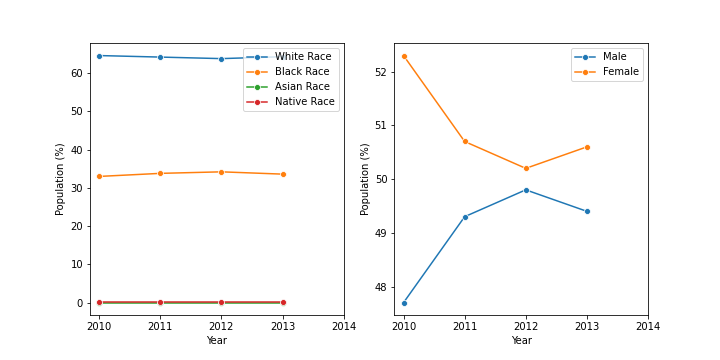 White Race
Black Race
Asian Race
Native Race
Population (%)
60
50
40
30
20
10
0
2010 2011 2012 2013 2014
Year
Male
Female
Population (%)
52
51
50
49
48
2010 2011 2012 2013 2014
Year